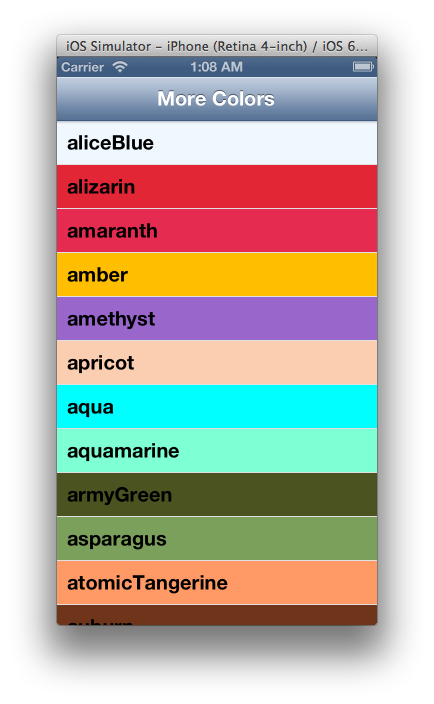 iOS Simulator - iPhone (Retina 4-inch) / iOS 6...
Carrier 1:08 AM
More Colors
aliceBlue
alizarin
amaranth
amber
amethyst
apricot
aqua
aquamarine
armyGreen
asparagus
atomicTangerine
auburn